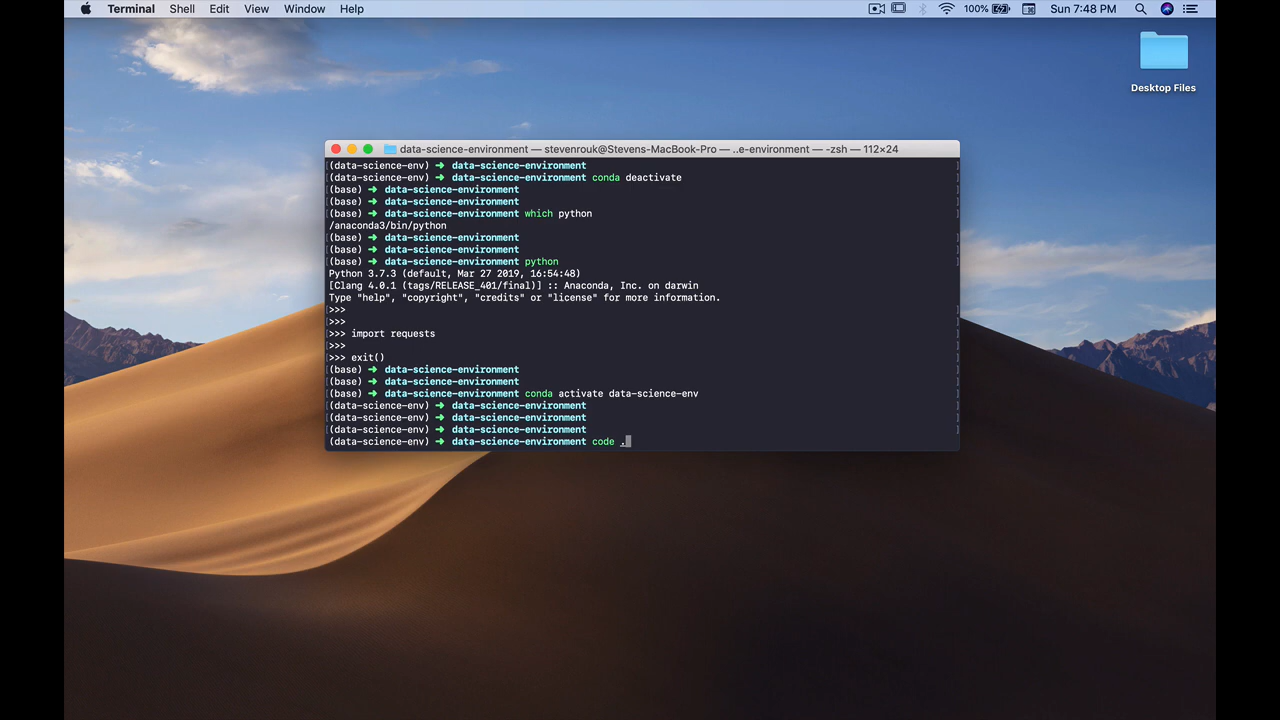 Terminal Shell Edit View Window Help 100% Sun 7:48 PM
Desktop Files
data-science-environment — stevenrouk@Stevens-MacBook-Pro — ..e-environment — -zsh — 112×24
(data-science-env) ➜ data-science-environment
(data-science-env) ➜ data-science-environment conda deactivate
(base) ➜ data-science-environment
(base) ➜ data-science-environment
(base) ➜ data-science-environment which python
/anaconda3/bin/python
(base) ➜ data-science-environment
(base) ➜ data-science-environment
(base) ➜ data-science-environment python
Python 3.7.3 (default, Mar 27 2019, 16:54:48)
[Clang 4.0.1 (tags/RELEASE_401/final)] :: Anaconda, Inc. on darwin
Type "help", "copyright", "credits" or "license" for more information.
>>>
>>>
>>> import requests
>>>
>>> exit()
(base) ➜ data-science-environment
(base) ➜ data-science-environment
(base) ➜ data-science-environment conda activate data-science-env
(data-science-env) ➜ data-science-environment
(data-science-env) ➜ data-science-environment
(data-science-env) ➜ data-science-environment
(data-science-env) ➜ data-science-environment code .